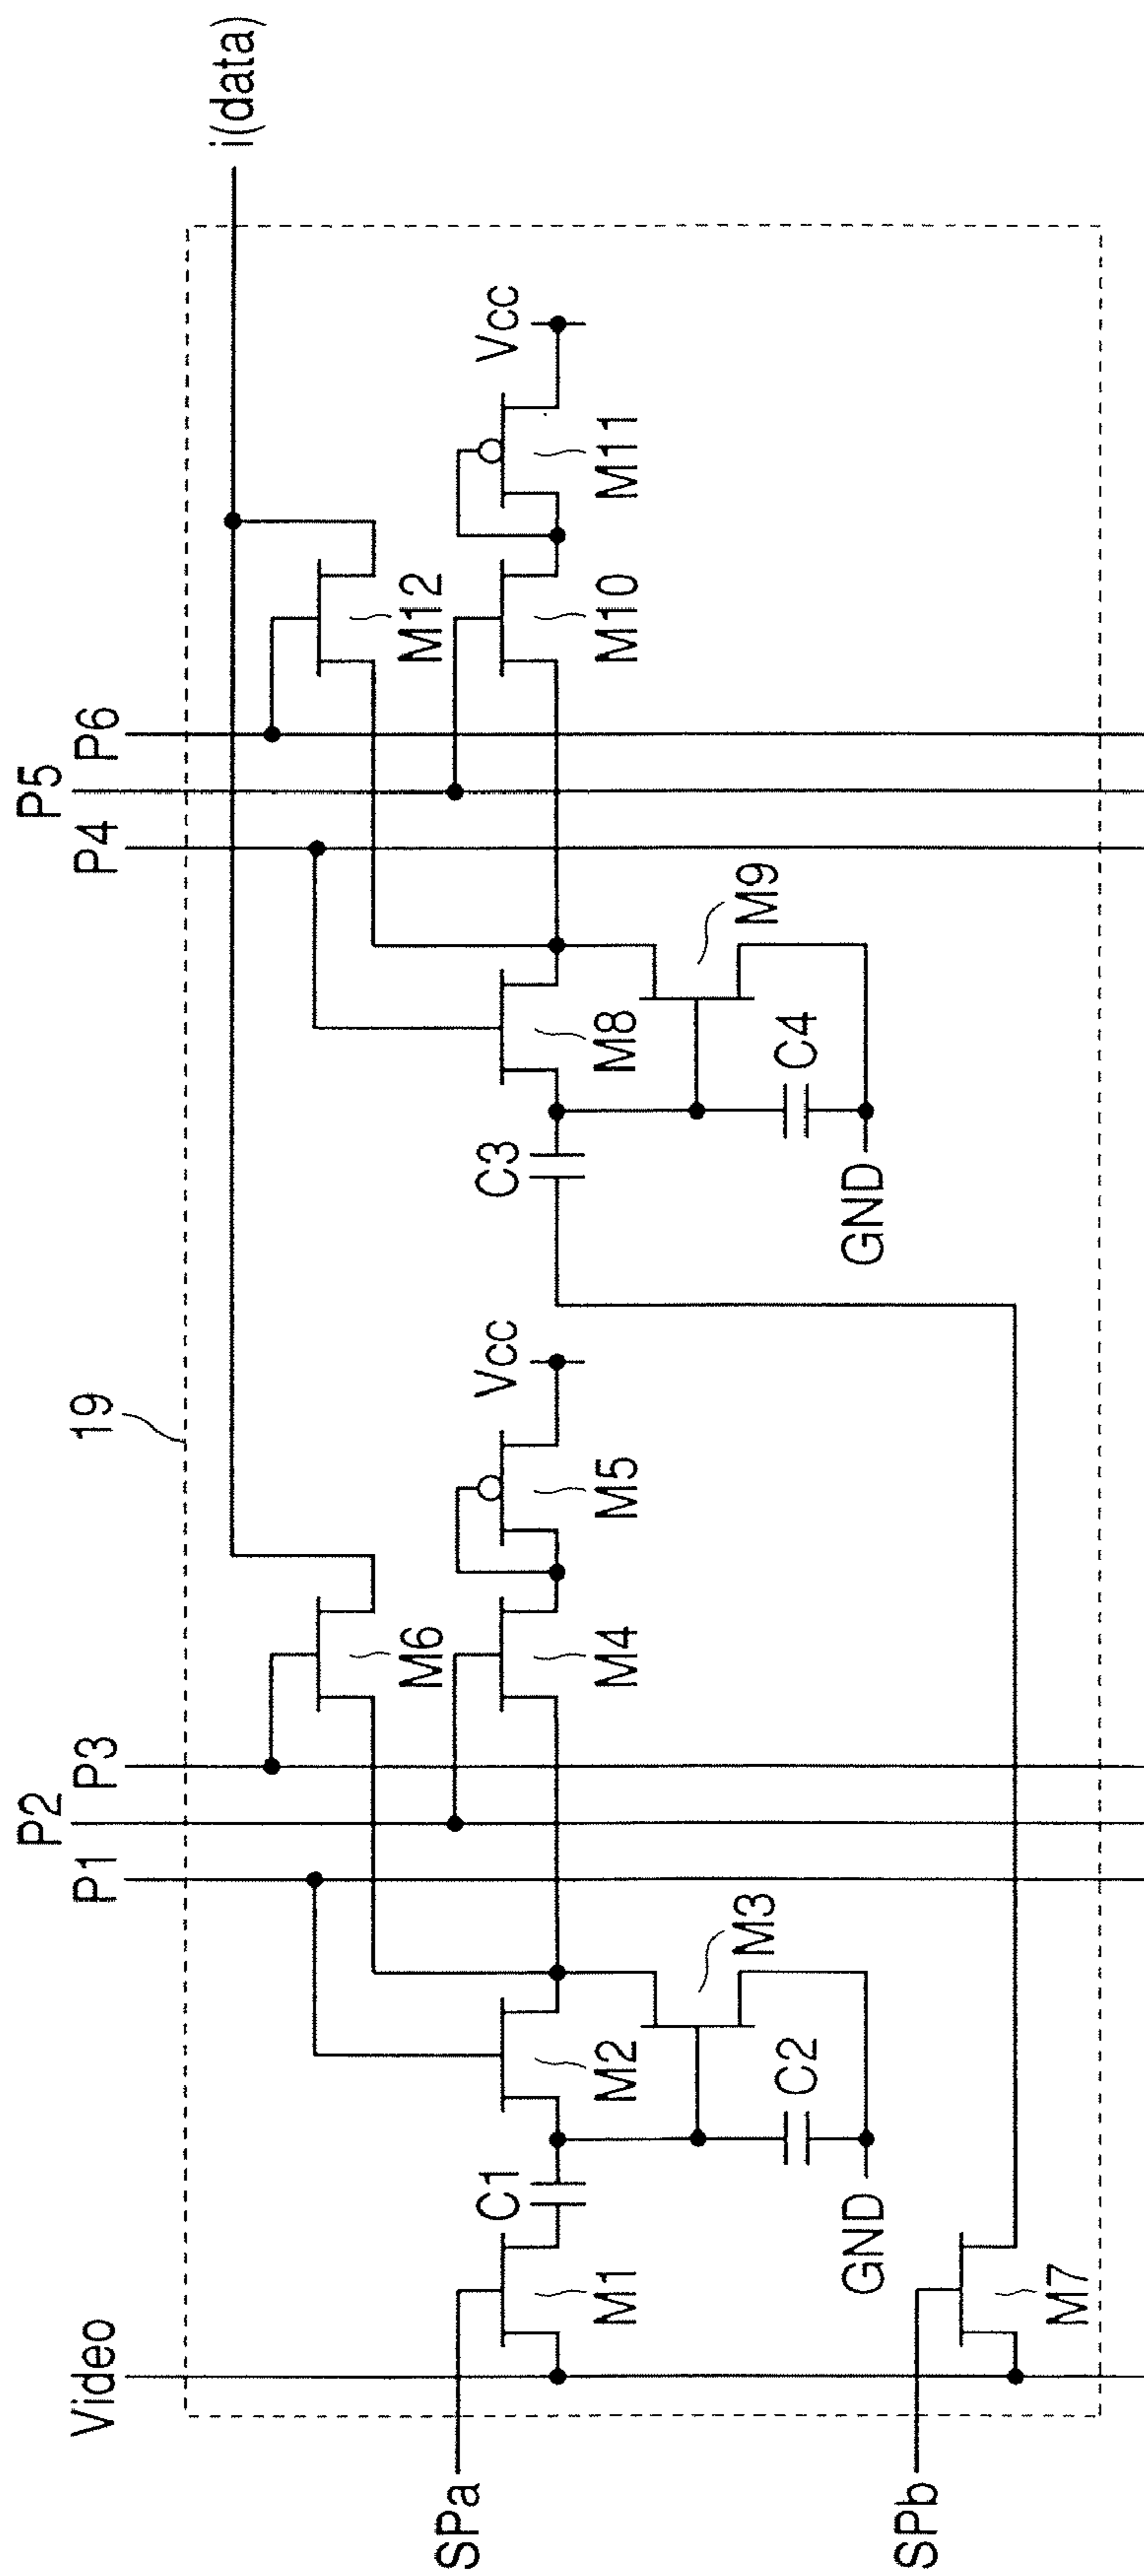 Video
P1
P2
P3
19
P4
P5
P6
i(data)
SPa
M1
C1
M2
M6
M4
M5
Vcc
C3
M8
M12
M10
M11
Vcc
M3
C2
GND
M9
C4
GND
SPb
M7